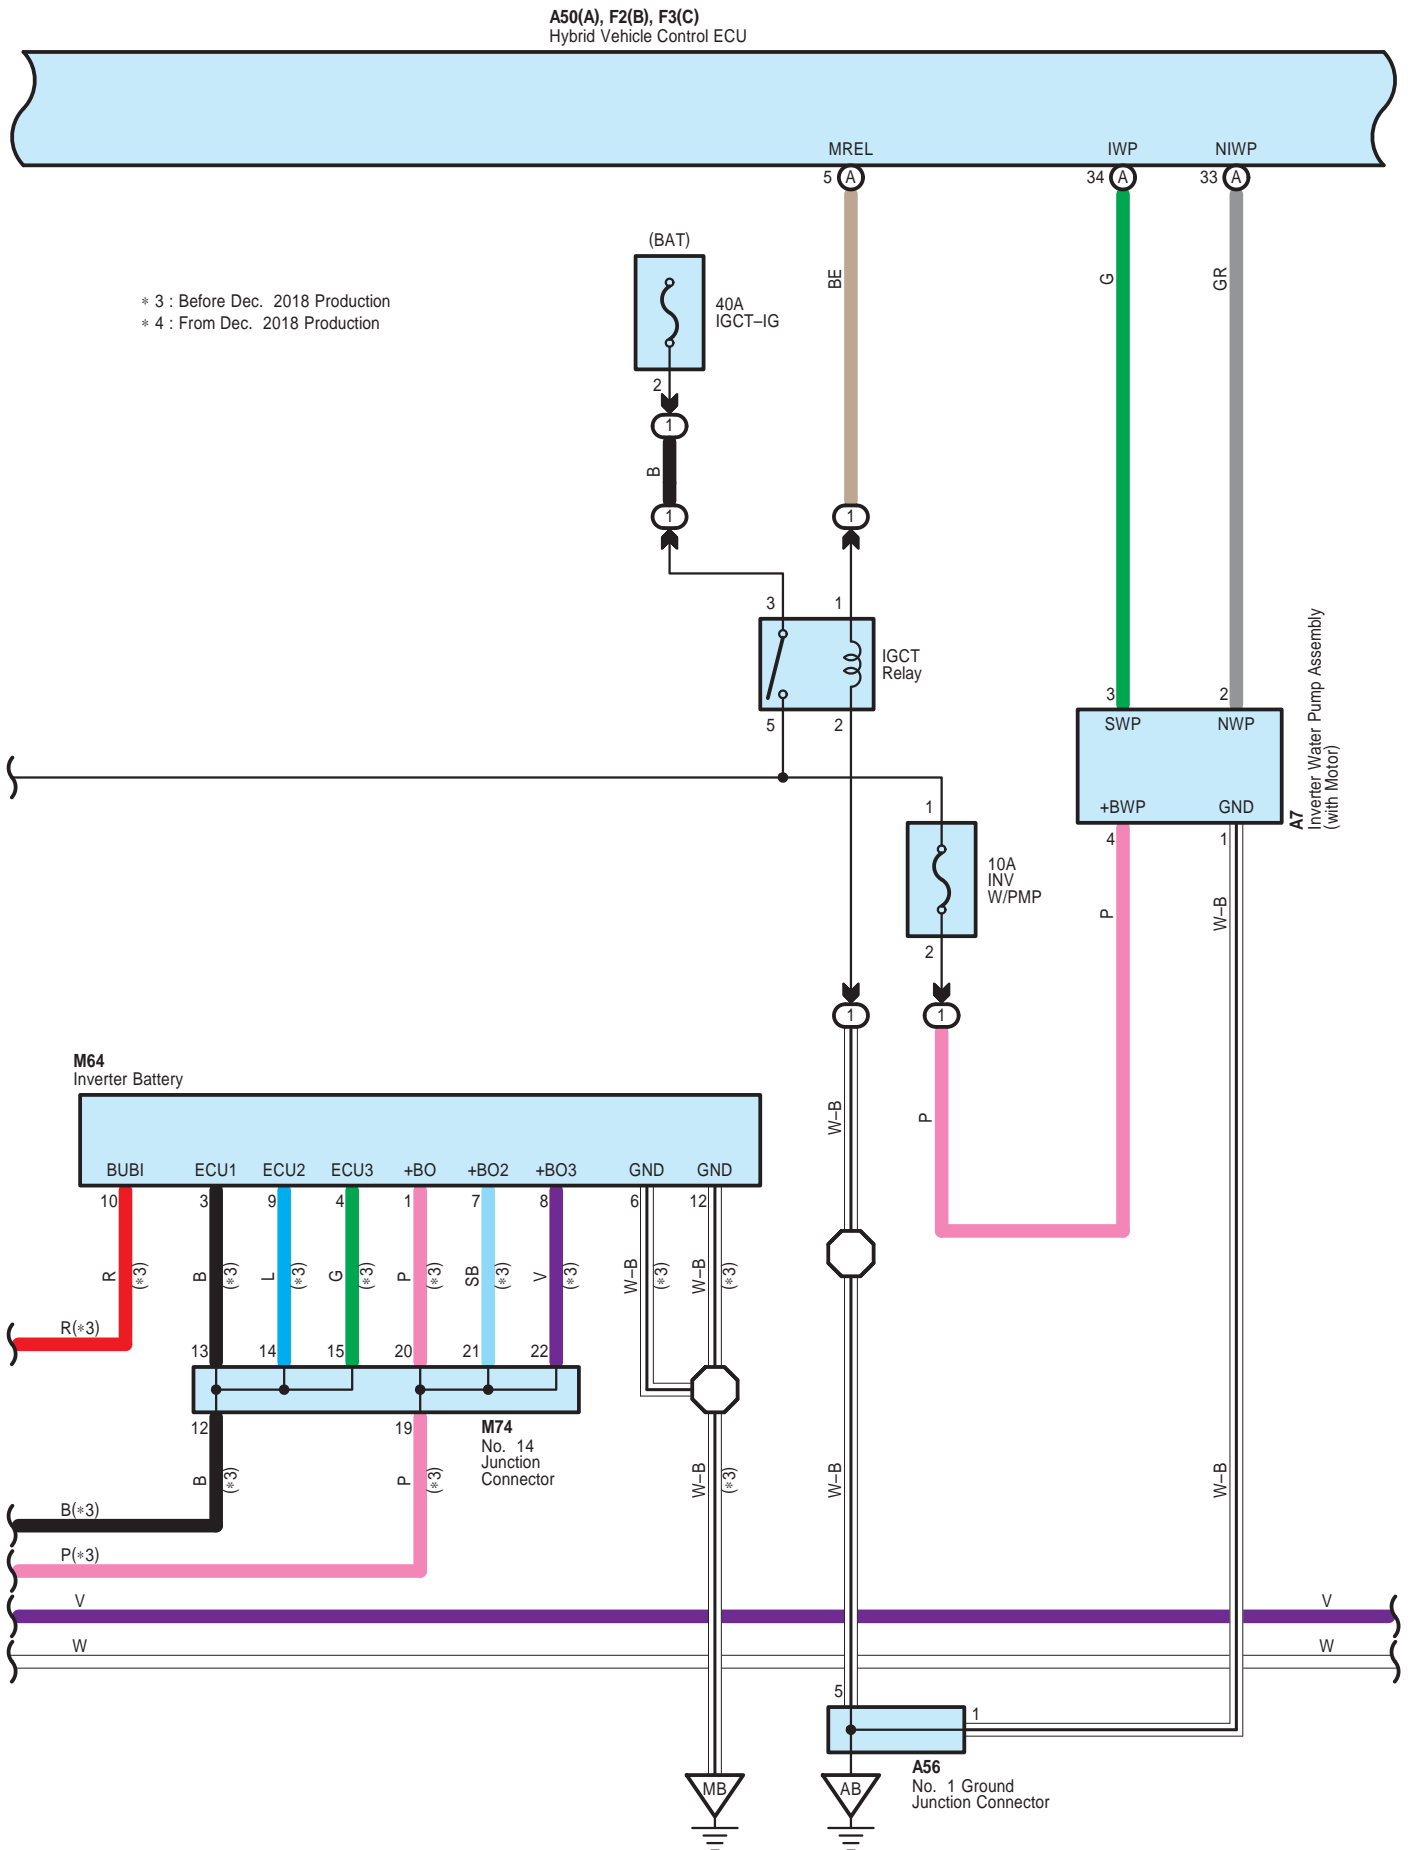 A50(A), F2(B), F3(C)
Hybrid Vehicle Control ECU
MREL
IWP
NIWP
5 A
34 A
33 A
(BAT)
BE
G
GR
* 3 : Before Dec. 2018 Production
* 4 : From Dec. 2018 Production
40A
IGCT–IG
2
1
B
1
1
3
1
IGCT
Relay
5
2
3
2
SWP
NWP
+BWP
GND
A7
Inverter Water Pump Assembly
(with Motor)
4
1
1
10A
INV
W/PMP
2
P
W–B
1
1
M64
Inverter Battery
W–B
P
BUBI
ECU1
ECU2
ECU3
+BO
+BO2
+BO3
GND
GND
10
3
9
4
1
7
8
6
12
R
(*3)
B
(*3)
L
(*3)
G
(*3)
P
(*3)
SB
(*3)
V
(*3)
W–B
(*3)
W–B
(*3)
R(*3)
13
14
15
20
21
22
12
19
M74
No. 14
Junction
Connector
B
(*3)
P
(*3)
W–B
(*3)
W–B
W–B
B(*3)
P(*3)
V
V
W
W
5
1
A56
No. 1 Ground
Junction Connector
MB
AB